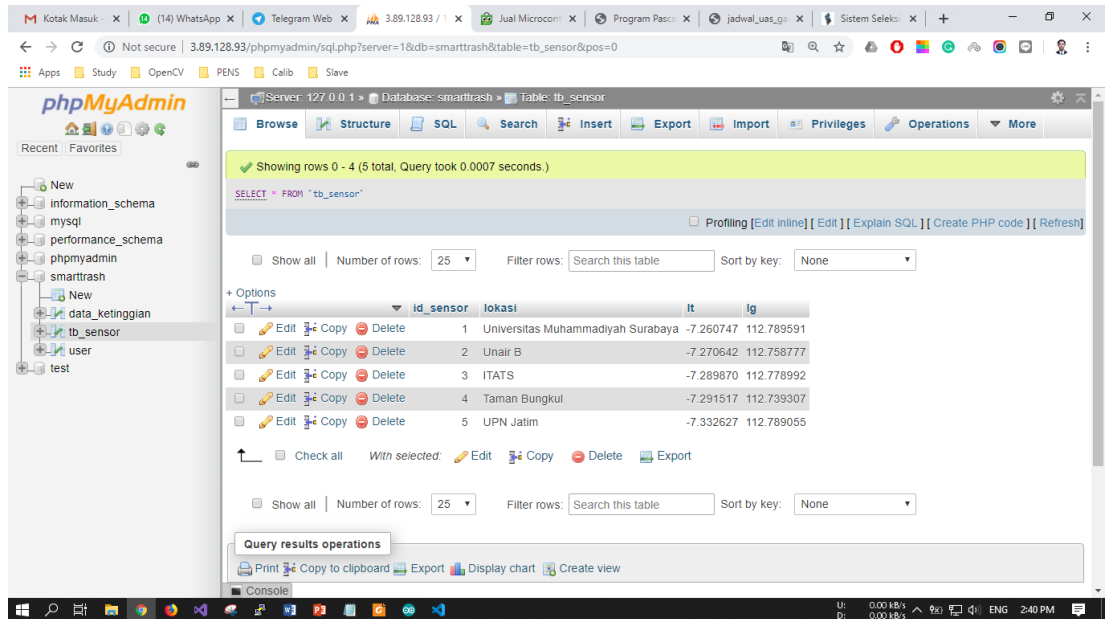 Kotak Masuk -
(14) WhatsApp
Telegram Web
3.89.128.93 / 1
Jual Microcont
Program Pasca
jadwal_uas_ga
Sistem Seleksi
Not secure | 3.89.128.93/phpmyadmin/sql.php?server=1&db=smarttrash&table=tb_sensor&pos=0
Apps Study OpenCV PENS Calib Slave
phpMyAdmin
Recent Favorites
New
information_schema
mysql
performance_schema
phpmyadmin
smarttrash
New
data_ketinggian
tb_sensor
user
test
Server: 127.0.0.1 » Database: smarttrash » Table: tb_sensor
Browse Structure SQL Search Insert Export Import Privileges Operations More
Showing rows 0 - 4 (5 total, Query took 0.0007 seconds.)
SELECT * FROM `tb_sensor`
Profiling [Edit inline] [ Edit ] [ Explain SQL ] [ Create PHP code ] [ Refresh]
Show all | Number of rows: 25 Filter rows: Search this table Sort by key: None
+ Options
id_sensor lokasi lt lg
Edit Copy Delete 1 Universitas Muhammadiyah Surabaya -7.260747 112.789591
Edit Copy Delete 2 Unair B -7.270642 112.758777
Edit Copy Delete 3 ITATS -7.289870 112.778992
Edit Copy Delete 4 Taman Bungkul -7.291517 112.739307
Edit Copy Delete 5 UPN Jatim -7.332627 112.789055
Check all With selected: Edit Copy Delete Export
Show all | Number of rows: 25 Filter rows: Search this table Sort by key: None
Query results operations
Print Copy to clipboard Export Display chart Create view
Console
U: 0.00 kB/s
D: 0.00 kB/s
ENG 2:40 PM